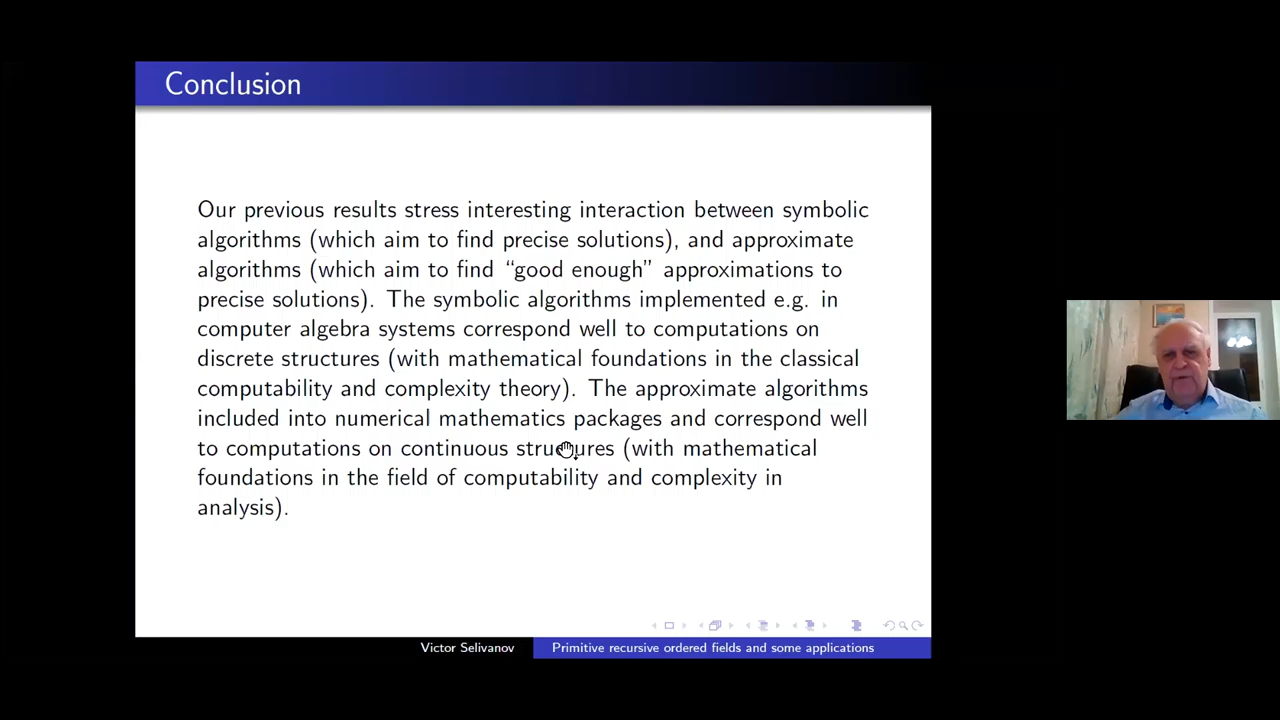 Conclusion
Our previous results stress interesting interaction between symbolic
algorithms (which aim to find precise solutions), and approximate
algorithms (which aim to find “good enough” approximations to
precise solutions). The symbolic algorithms implemented e.g. in
computer algebra systems correspond well to computations on
discrete structures (with mathematical foundations in the classical
computability and complexity theory). The approximate algorithms
included into numerical mathematics packages and correspond well
to computations on continuous structures (with mathematical
foundations in the field of computability and complexity in
analysis).
Victor Selivanov
Primitive recursive ordered fields and some applications